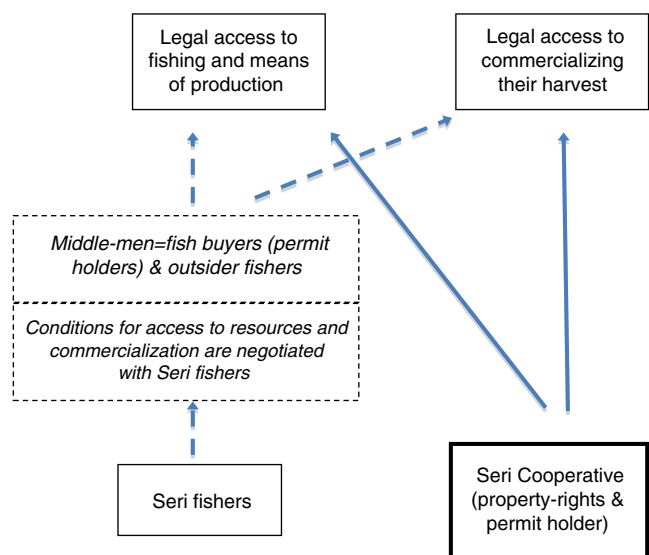 Legal access to
fishing and means
of production
Legal access to
commercializing
their harvest
Middle-men=fish buyers (permit
holders) & outsider fishers
Conditions for access to resources and
commercialization are negotiated
with Seri fishers
Seri fishers
Seri Cooperative
(property-rights &
permit holder)